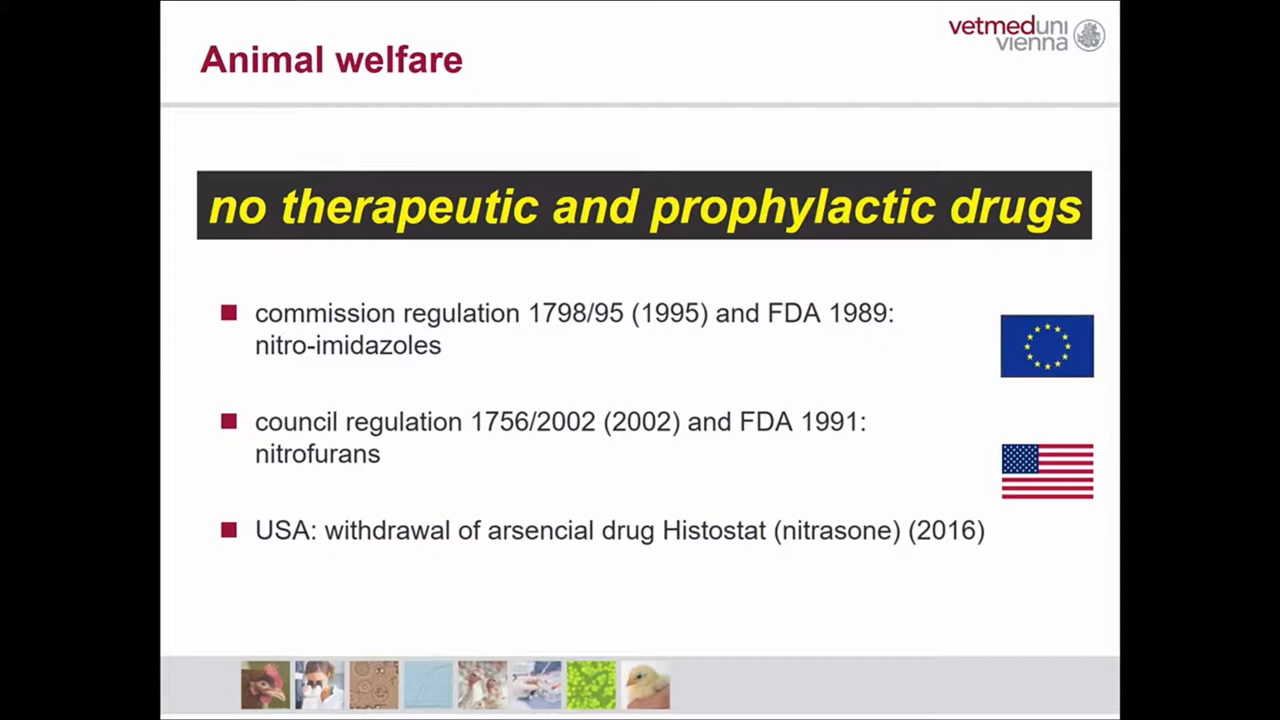 Animal welfare
vetmeduni
vienna
no therapeutic and prophylactic drugs
commission regulation 1798/95 (1995) and FDA 1989:
nitro-imidazoles
council regulation 1756/2002 (2002) and FDA 1991:
nitrofurans
USA: withdrawal of arsencial drug Histostat (nitrasone) (2016)